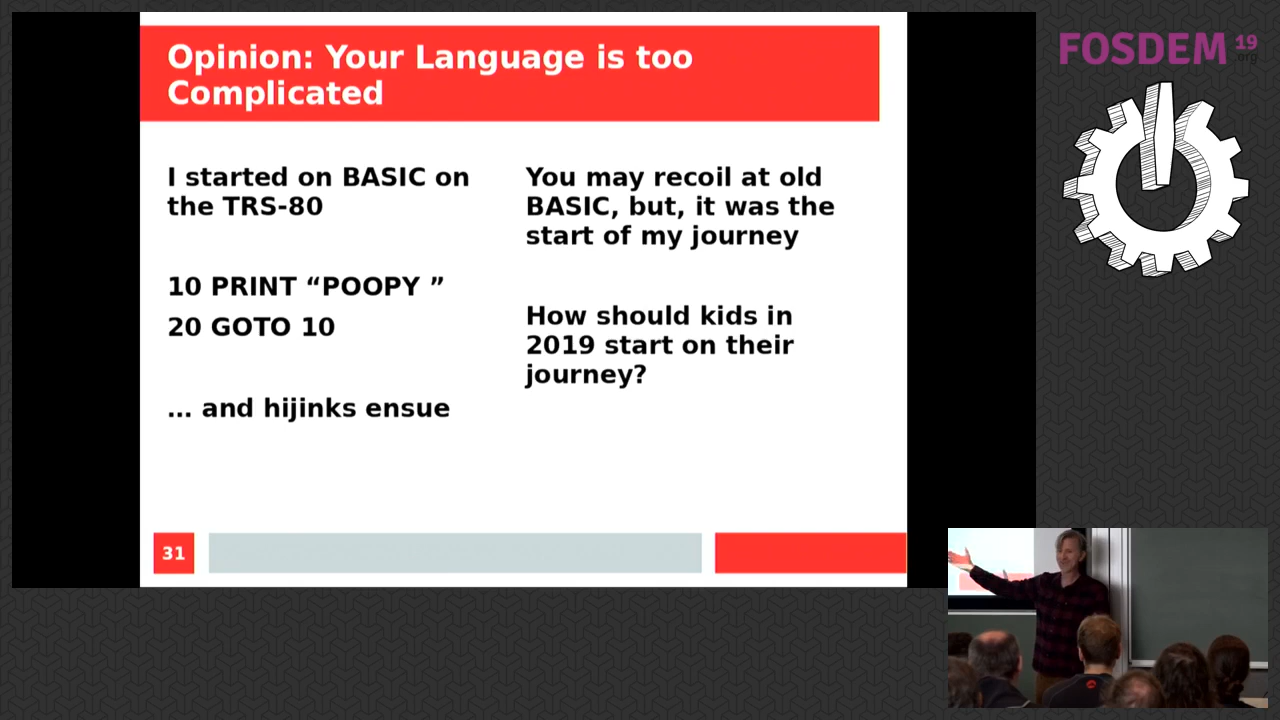 Opinion: Your Language is too
Complicated
I started on BASIC on
the TRS-80
10 PRINT “POOPY ”
20 GOTO 10
... and hijinks ensue
You may recoil at old
BASIC, but, it was the
start of my journey
How should kids in
2019 start on their
journey?
31
FOSDEM 19
.org